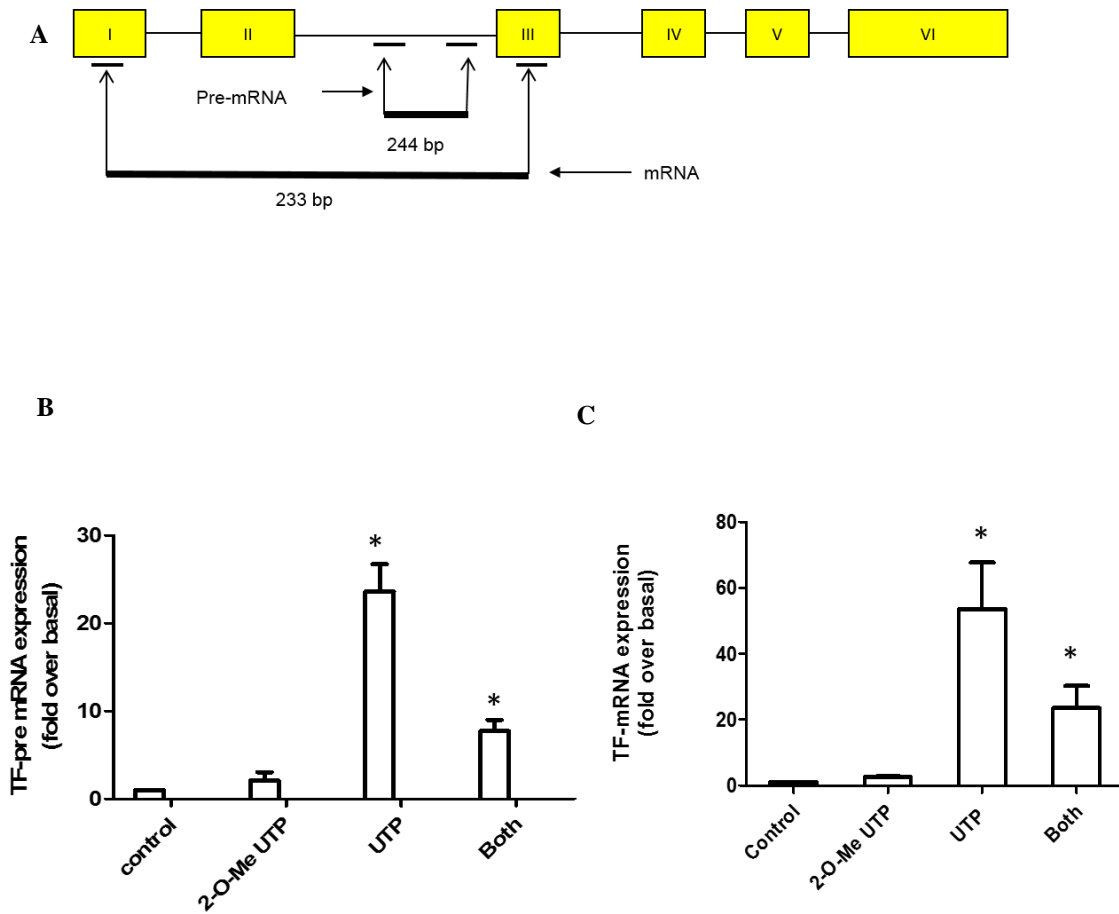 A
I
II
III
IV
V
VI
Pre-mRNA
244 bp
mRNA
233 bp
B
TF-pre mRNA expression
(fold over basal)
30
20
10
0
*
*
control
2-O-Me UTP
UTP
Both
C
TF-mRNA expression
(fold over basal)
80
60
40
20
0
*
*
Control
2-O-Me UTP
UTP
Both